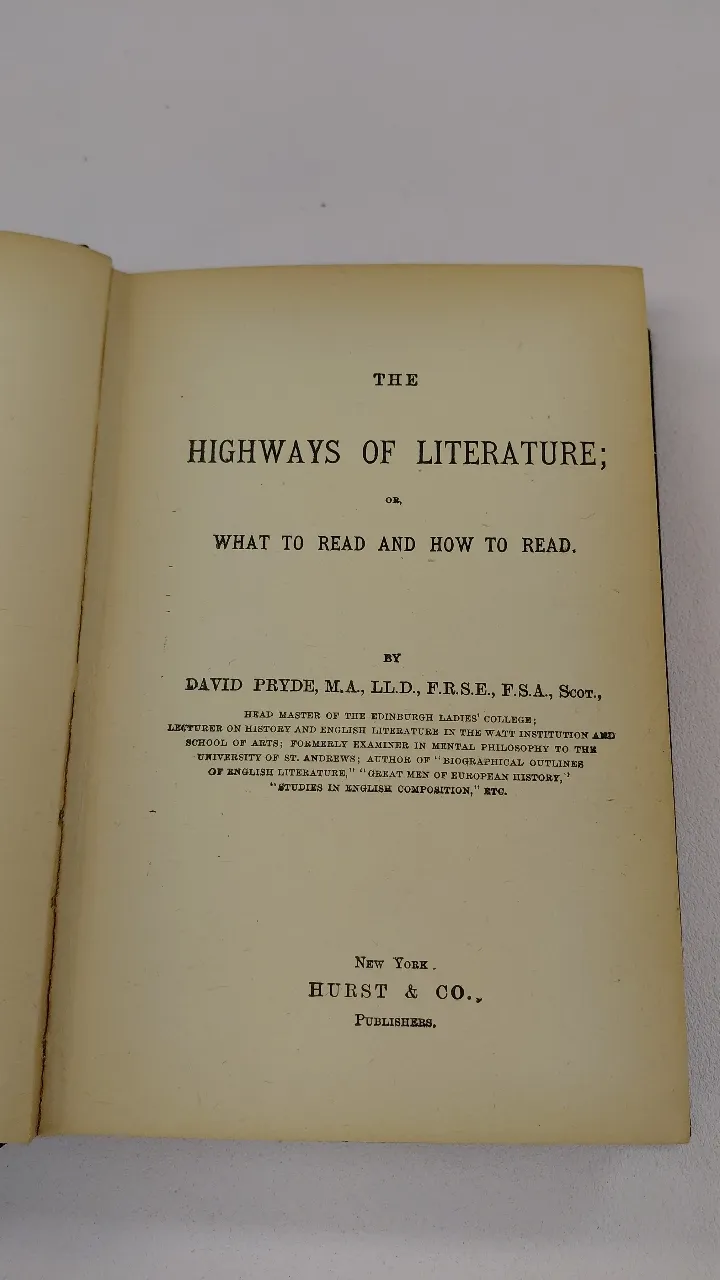 THE
HIGHWAYS OF LITERATURE;
OR,
WHAT TO READ AND HOW TO READ.
BY
DAVID PRYDE, M.A., LL.D., F.R.S.E., F.S.A., Scot.,
HEAD MASTER OF THE EDINBURGH LADIES' COLLEGE;
LECTURER ON HISTORY AND ENGLISH LITERATURE IN THE WATT INSTITUTION AND
SCHOOL OF ARTS; FORMERLY EXAMINER IN MENTAL PHILOSOPHY TO THE
UNIVERSITY OF ST. ANDREWS; AUTHOR OF "BIOGRAPHICAL OUTLINES
OF ENGLISH LITERATURE," "GREAT MEN OF EUROPEAN HISTORY,"
"STUDIES IN ENGLISH COMPOSITION," ETC.
New York.
HURST & CO.,
Publishers.